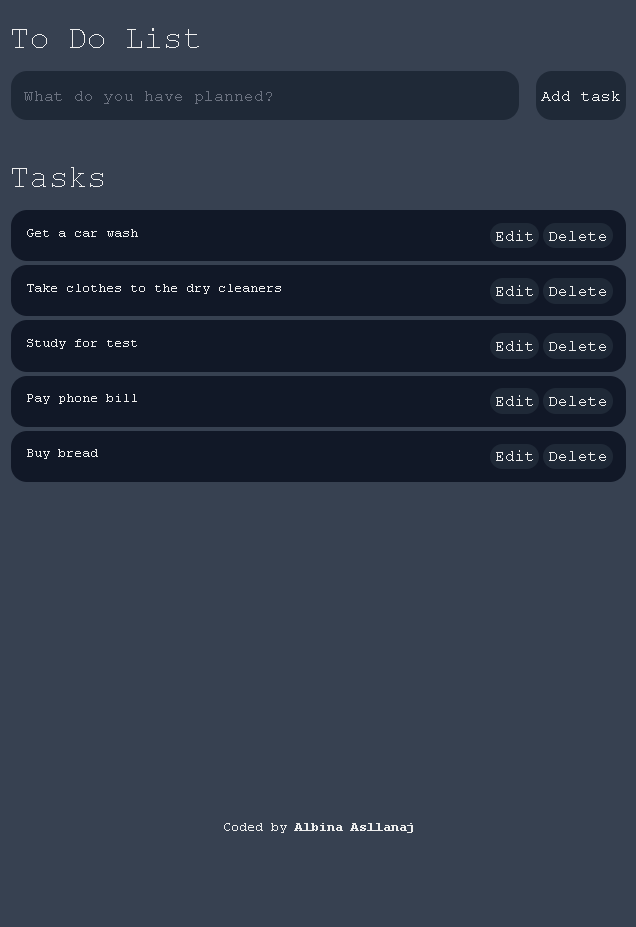 To Do List
What do you have planned?
Add task
Tasks
Get a car wash
Edit Delete
Take clothes to the dry cleaners
Edit Delete
Study for test
Edit Delete
Pay phone bill
Edit Delete
Buy bread
Edit Delete
Coded by Albina Asllanaj